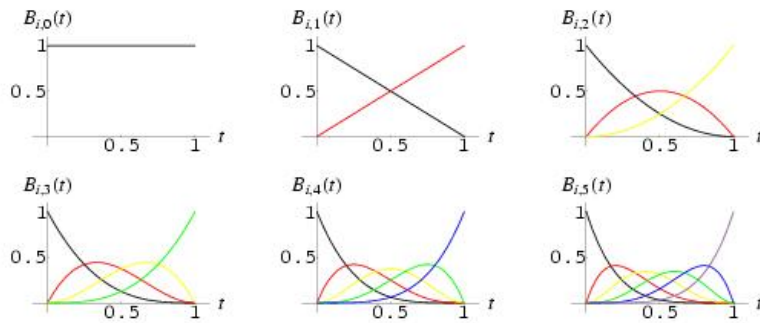 B_{i,0}(t) B_{i,1}(t) B_{i,2}(t)
1 1 1
0.5 0.5 0.5
0.5 1 t 0.5 1 t 0.5 1 t
B_{i,3}(t) B_{i,4}(t) B_{i,5}(t)
1 1 1
0.5 0.5 0.5
0.5 1 t 0.5 1 t 0.5 1 t